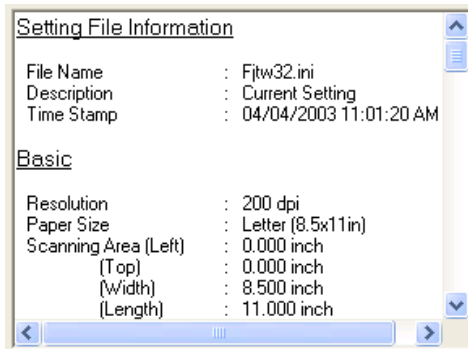 Setting File Information
File Name : Fjtw32.ini
Description : Current Setting
Time Stamp : 04/04/2003 11:01:20 AM
Basic
Resolution : 200 dpi
Paper Size : Letter (8.5x11in)
Scanning Area (Left) : 0.000 inch
(Top) : 0.000 inch
(Width) : 8.500 inch
(Length) : 11.000 inch